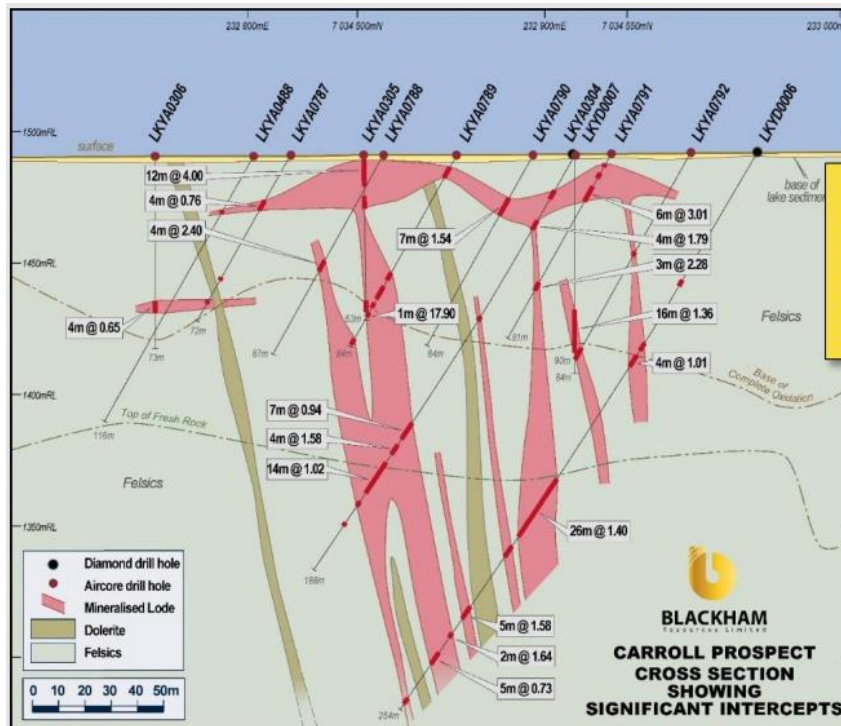 232 800mE
7 034 500mN
232 900mE
7 034 550mN
233 000m
LKYA0306
LKYA0488
LKYA0787
LKYA0305
LKYA0788
LKYA0789
LKYA0790
LKYA0304
LKYD0007
LKYA0791
LKYA0792
LKYD0006
1500mRL
surface
base of
lake sedimen
12m @ 4.00
4m @ 0.76
4m @ 2.40
7m @ 1.54
6m @ 3.01
4m @ 1.79
3m @ 2.28
1450mRL
4m @ 0.65
1m @ 17.90
16m @ 1.36
Felsics
63m
72m
73m
87m
84m
84m
81m
90m
84m
4m @ 1.01
Base of
Complete Oxidation
1400mRL
116m
Top of Fresh Rock
7m @ 0.94
4m @ 1.58
14m @ 1.02
Felsics
1350mRL
26m @ 1.40
188m
Diamond drill hole
Aircore drill hole
Mineralised Lode
Dolerite
Felsics
0 10 20 30 40 50m
5m @ 1.58
2m @ 1.64
5m @ 0.73
264m
BLACKHAM
Resources Limited
CARROLL PROSPECT
CROSS SECTION
SHOWING
SIGNIFICANT INTERCEPTS